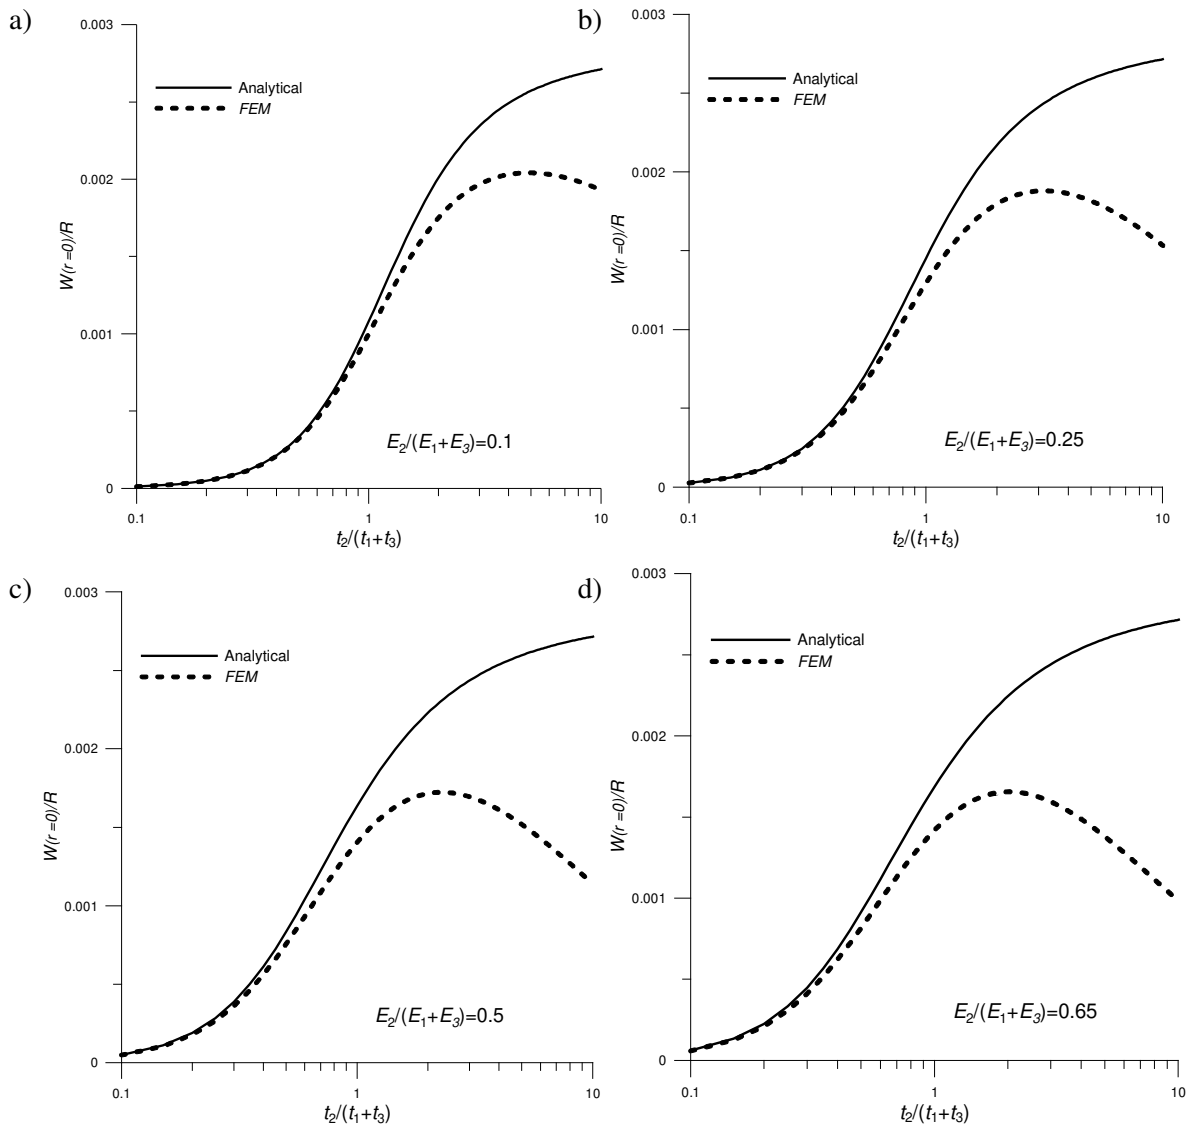 a)
0.003
Analytical
FEM
0.002
W(r =0)/R
0.001
E2/(E1+E3)=0.1
0
0.1
1
10
t2/(t1+t3)
b)
0.003
Analytical
FEM
0.002
W(r =0)/R
0.001
E2/(E1+E3)=0.25
0
0.1
1
10
t2/(t1+t3)
c)
0.003
Analytical
FEM
0.002
W(r =0)/R
0.001
E2/(E1+E3)=0.5
0
0.1
1
10
t2/(t1+t3)
d)
0.003
Analytical
FEM
0.002
W(r =0)/R
0.001
E2/(E1+E3)=0.65
0
0.1
1
10
t2/(t1+t3)